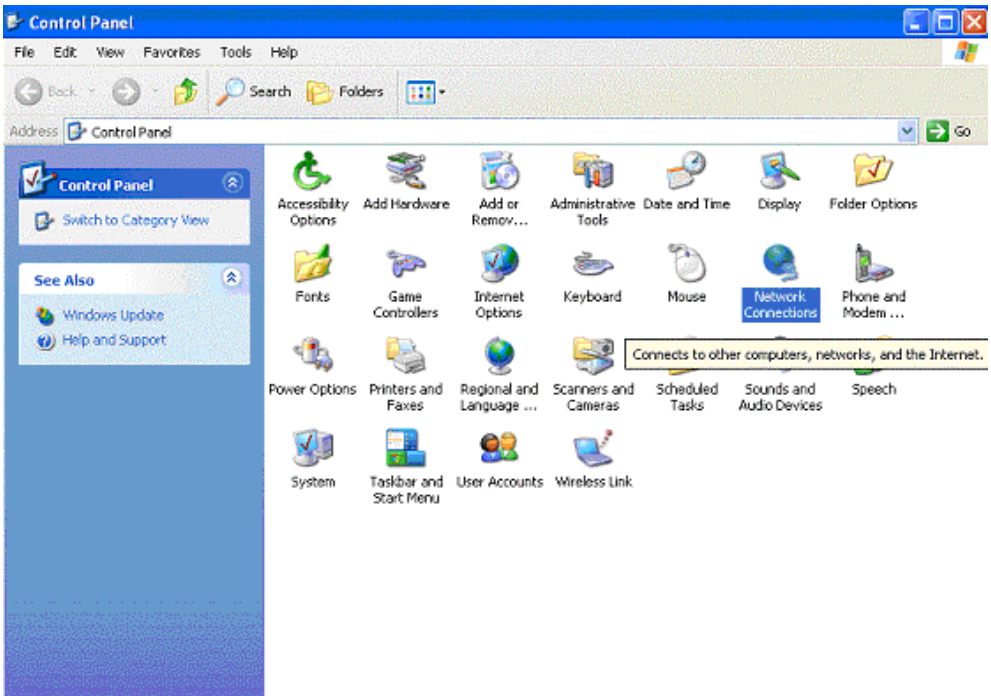 Control Panel
File Edit View Favorites Tools Help
Back Search Folders
Address Control Panel Go
Control Panel
Switch to Category View
See Also
Windows Update
Help and Support
Accessibility Options
Add Hardware
Add or Remov...
Administrative Tools
Date and Time
Display
Folder Options
Fonts
Game Controllers
Internet Options
Keyboard
Mouse
Network Connections
Phone and Modem ...
Connects to other computers, networks, and the Internet.
Power Options
Printers and Faxes
Regional and Language ...
Scanners and Cameras
Scheduled Tasks
Sounds and Audio Devices
Speech
System
Taskbar and Start Menu
User Accounts
Wireless Link